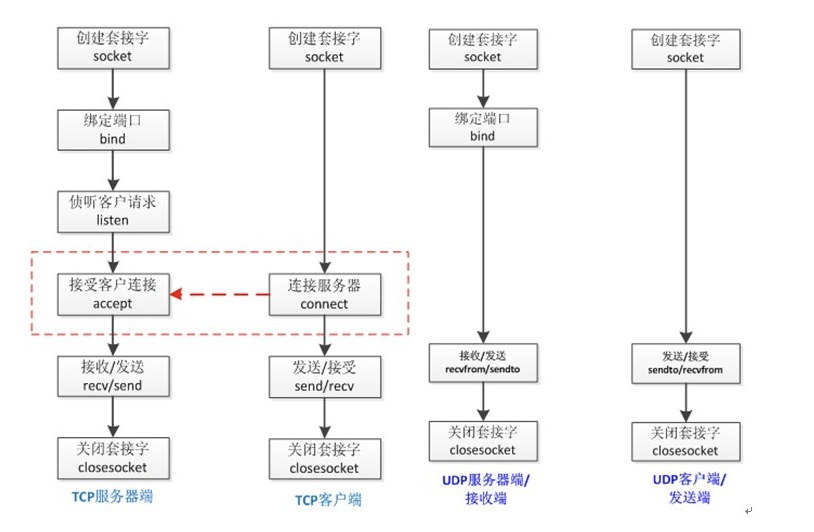 创建套接字
socket
绑定端口
bind
侦听客户请求
listen
接受客户连接
accept
接收/发送
recv/send
关闭套接字
closesocket
TCP服务器端
创建套接字
socket
连接服务器
connect
发送/接受
send/recv
关闭套接字
closesocket
TCP客户端
创建套接字
socket
绑定端口
bind
接收/发送
recvfrom/sendto
关闭套接字
closesocket
UDP服务器端/
接收端
创建套接字
socket
发送/接受
sendto/recvfrom
关闭套接字
closesocket
UDP客户端/
发送端